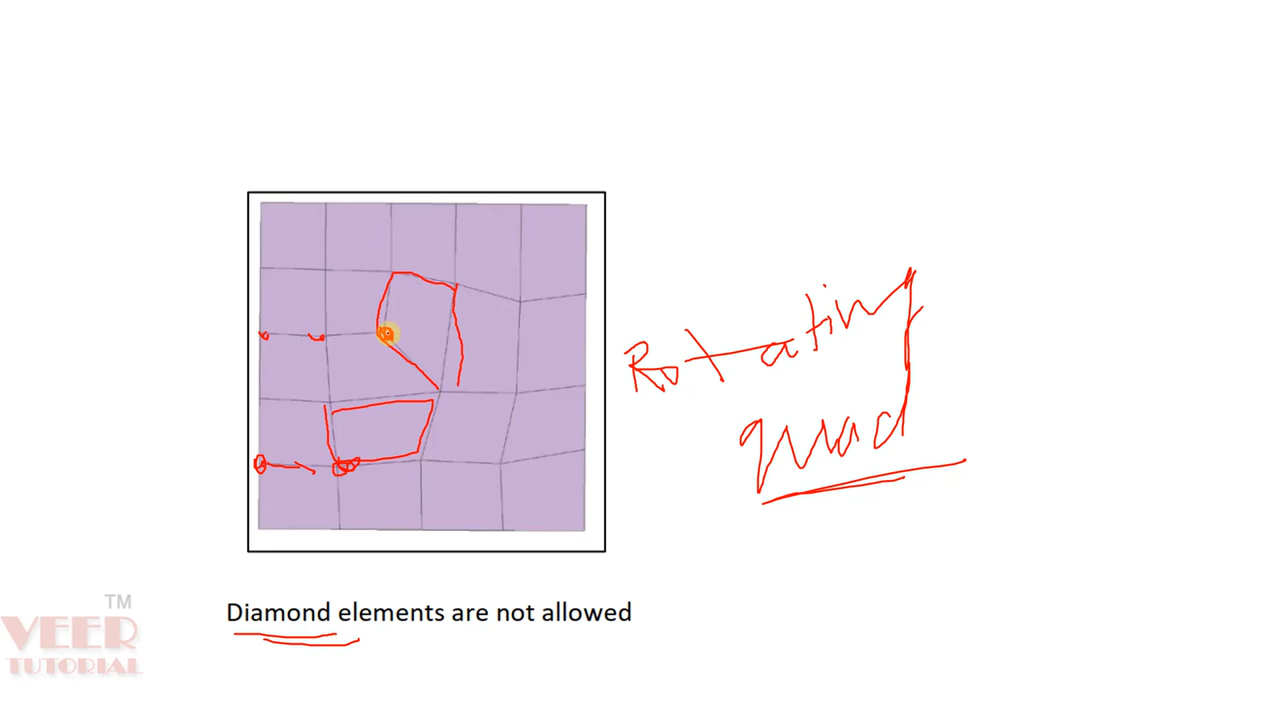 Rotating
quad
Diamond elements are not allowed
TM
VEER
TUTORIAL